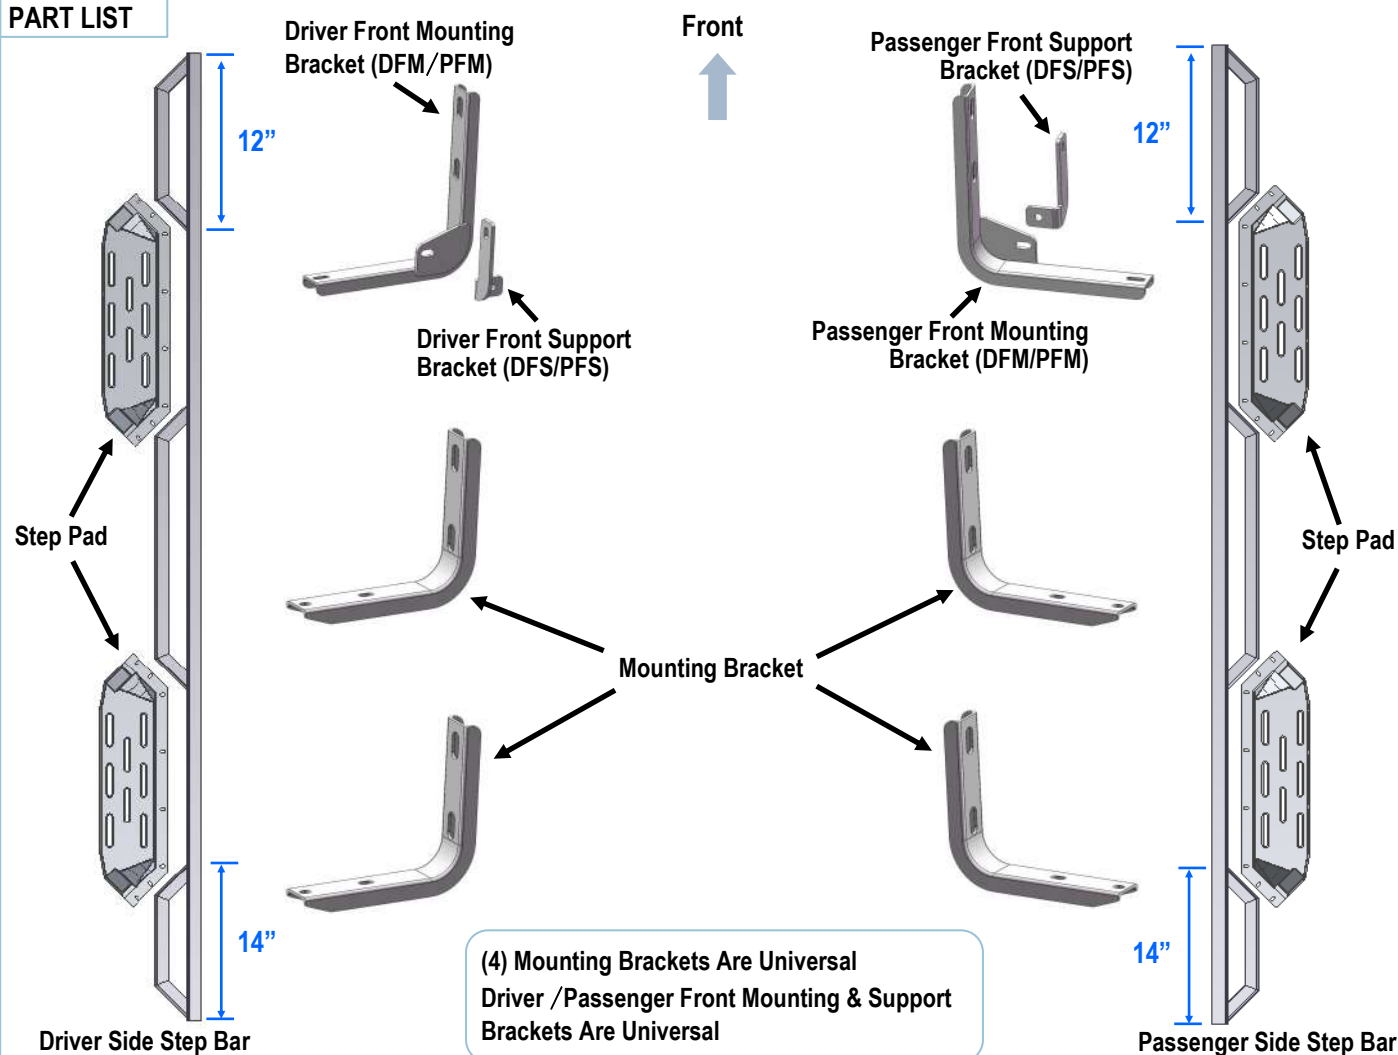 PART LIST
Driver Front Mounting
Bracket (DFM/PFM)
Front
Passenger Front Support
Bracket (DFS/PFS)
12”
12”
Driver Front Support
Bracket (DFS/PFS)
Passenger Front Mounting
Bracket (DFM/PFM)
Step Pad
Step Pad
Mounting Bracket
14”
14”
(4) Mounting Brackets Are Universal
Driver /Passenger Front Mounting & Support
Brackets Are Universal
Driver Side Step Bar
Passenger Side Step Bar